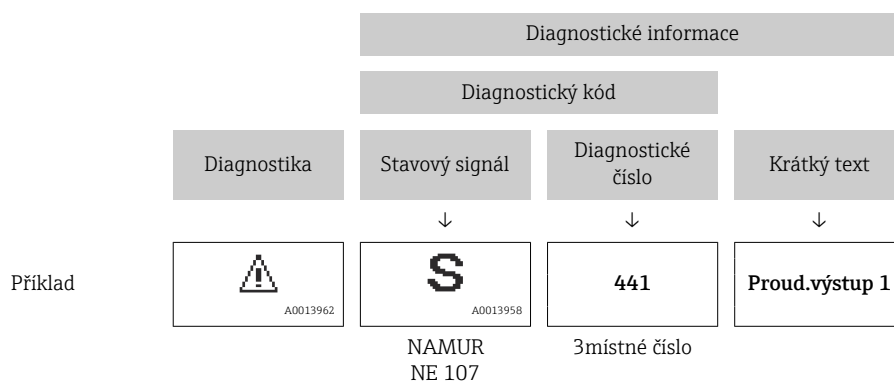 Diagnostické informace
Diagnostický kód
Diagnostika
Stavový signál
Diagnostické
číslo
Krátký text
↓ ↓ ↓
Příklad
A0013962
S
A0013958
441
Proud.výstup 1
NAMUR
NE 107
3místné číslo